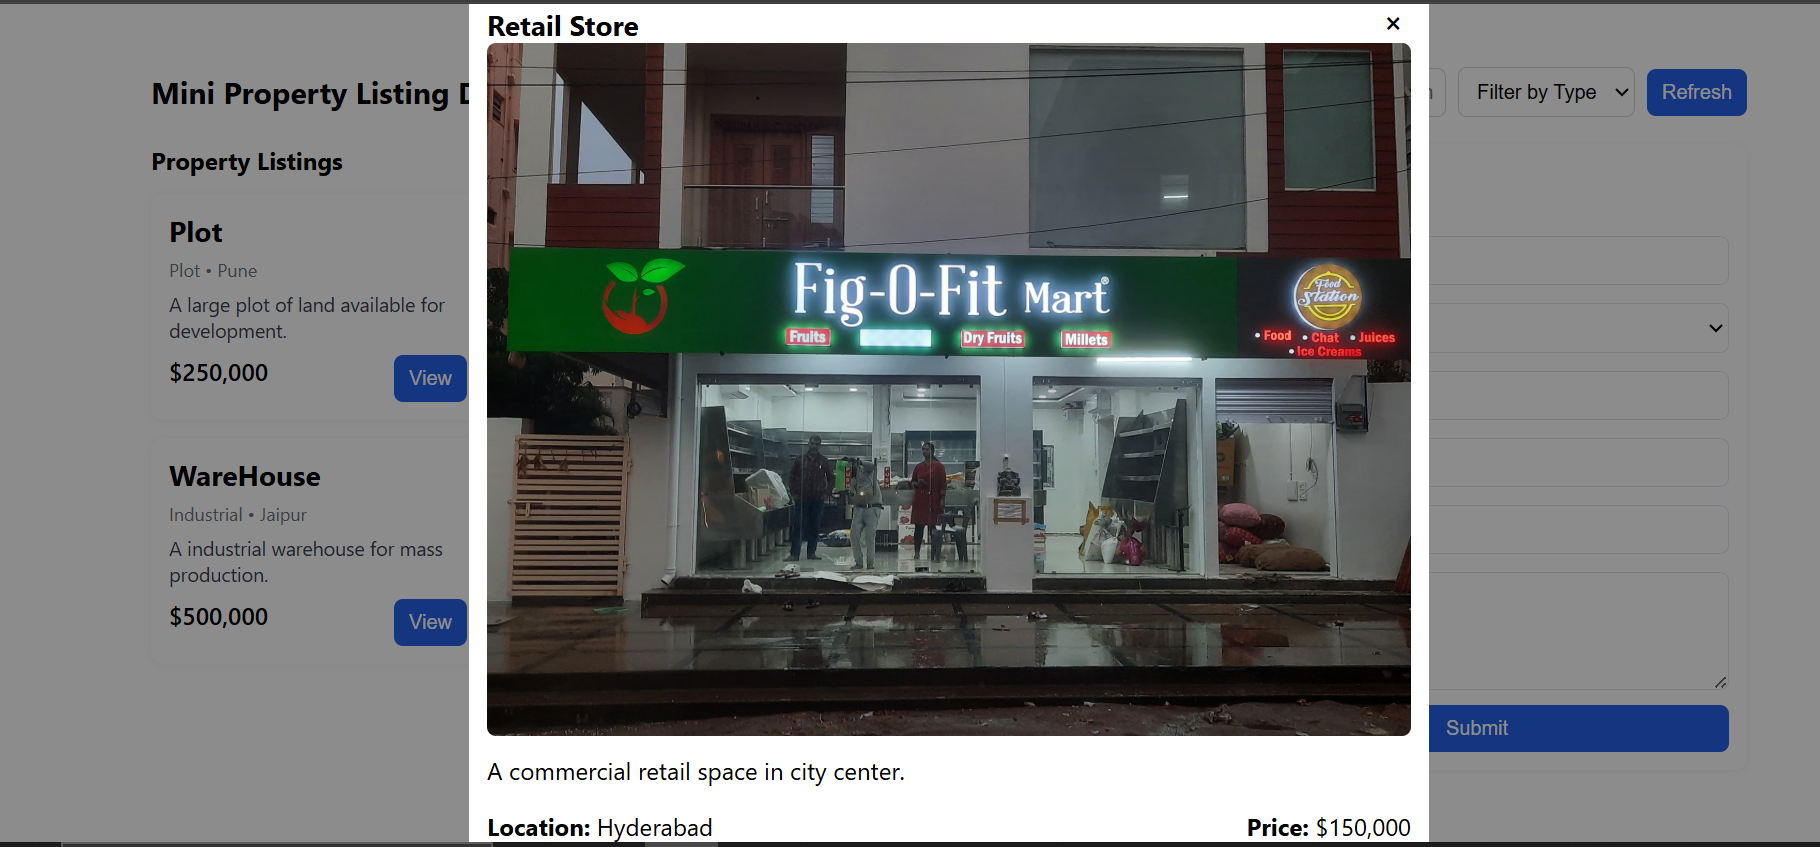 Retail Store
×
Mini Property Listing
Filter by Type
Refresh
Property Listings
Plot
Plot • Pune
A large plot of land available for
development.
$250,000
View
WareHouse
Industrial • Jaipur
A industrial warehouse for mass
production.
$500,000
View
Fig-O-Fit Mart
Fruits
Dry Fruits
Millets
Food
Station
• Food • Chat • Juices
• Ice Creams
A commercial retail space in city center.
Location: Hyderabad
Price: $150,000
Submit